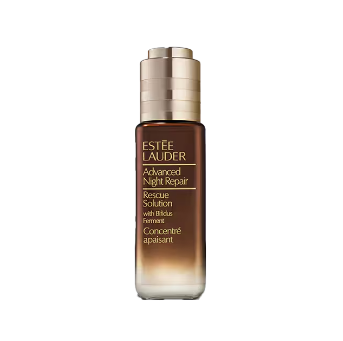 ESTĒE
LAUDER
Advanced
Night Repair
Rescue
Solution
with Bifidus
Ferment
Concentré
apaisant